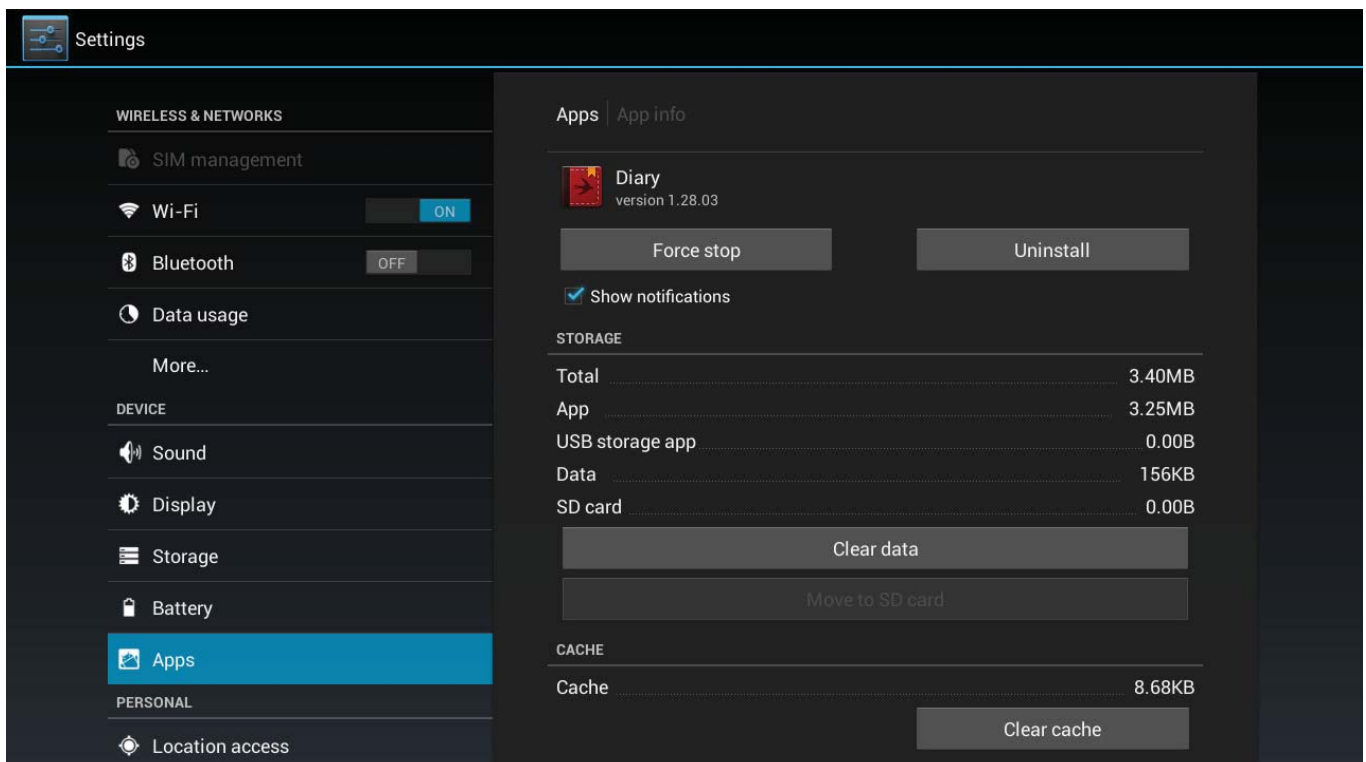 Settings
WIRELESS & NETWORKS
SIM management
Wi-Fi ON
Bluetooth OFF
Data usage
More...
DEVICE
Sound
Display
Storage
Battery
Apps
PERSONAL
Location access
Apps App info
Diary
version 1.28.03
Force stop Uninstall
Show notifications
STORAGE
Total 3.40MB
App 3.25MB
USB storage app 0.00B
Data 156KB
SD card 0.00B
Clear data
Move to SD card
CACHE
Cache 8.68KB
Clear cache